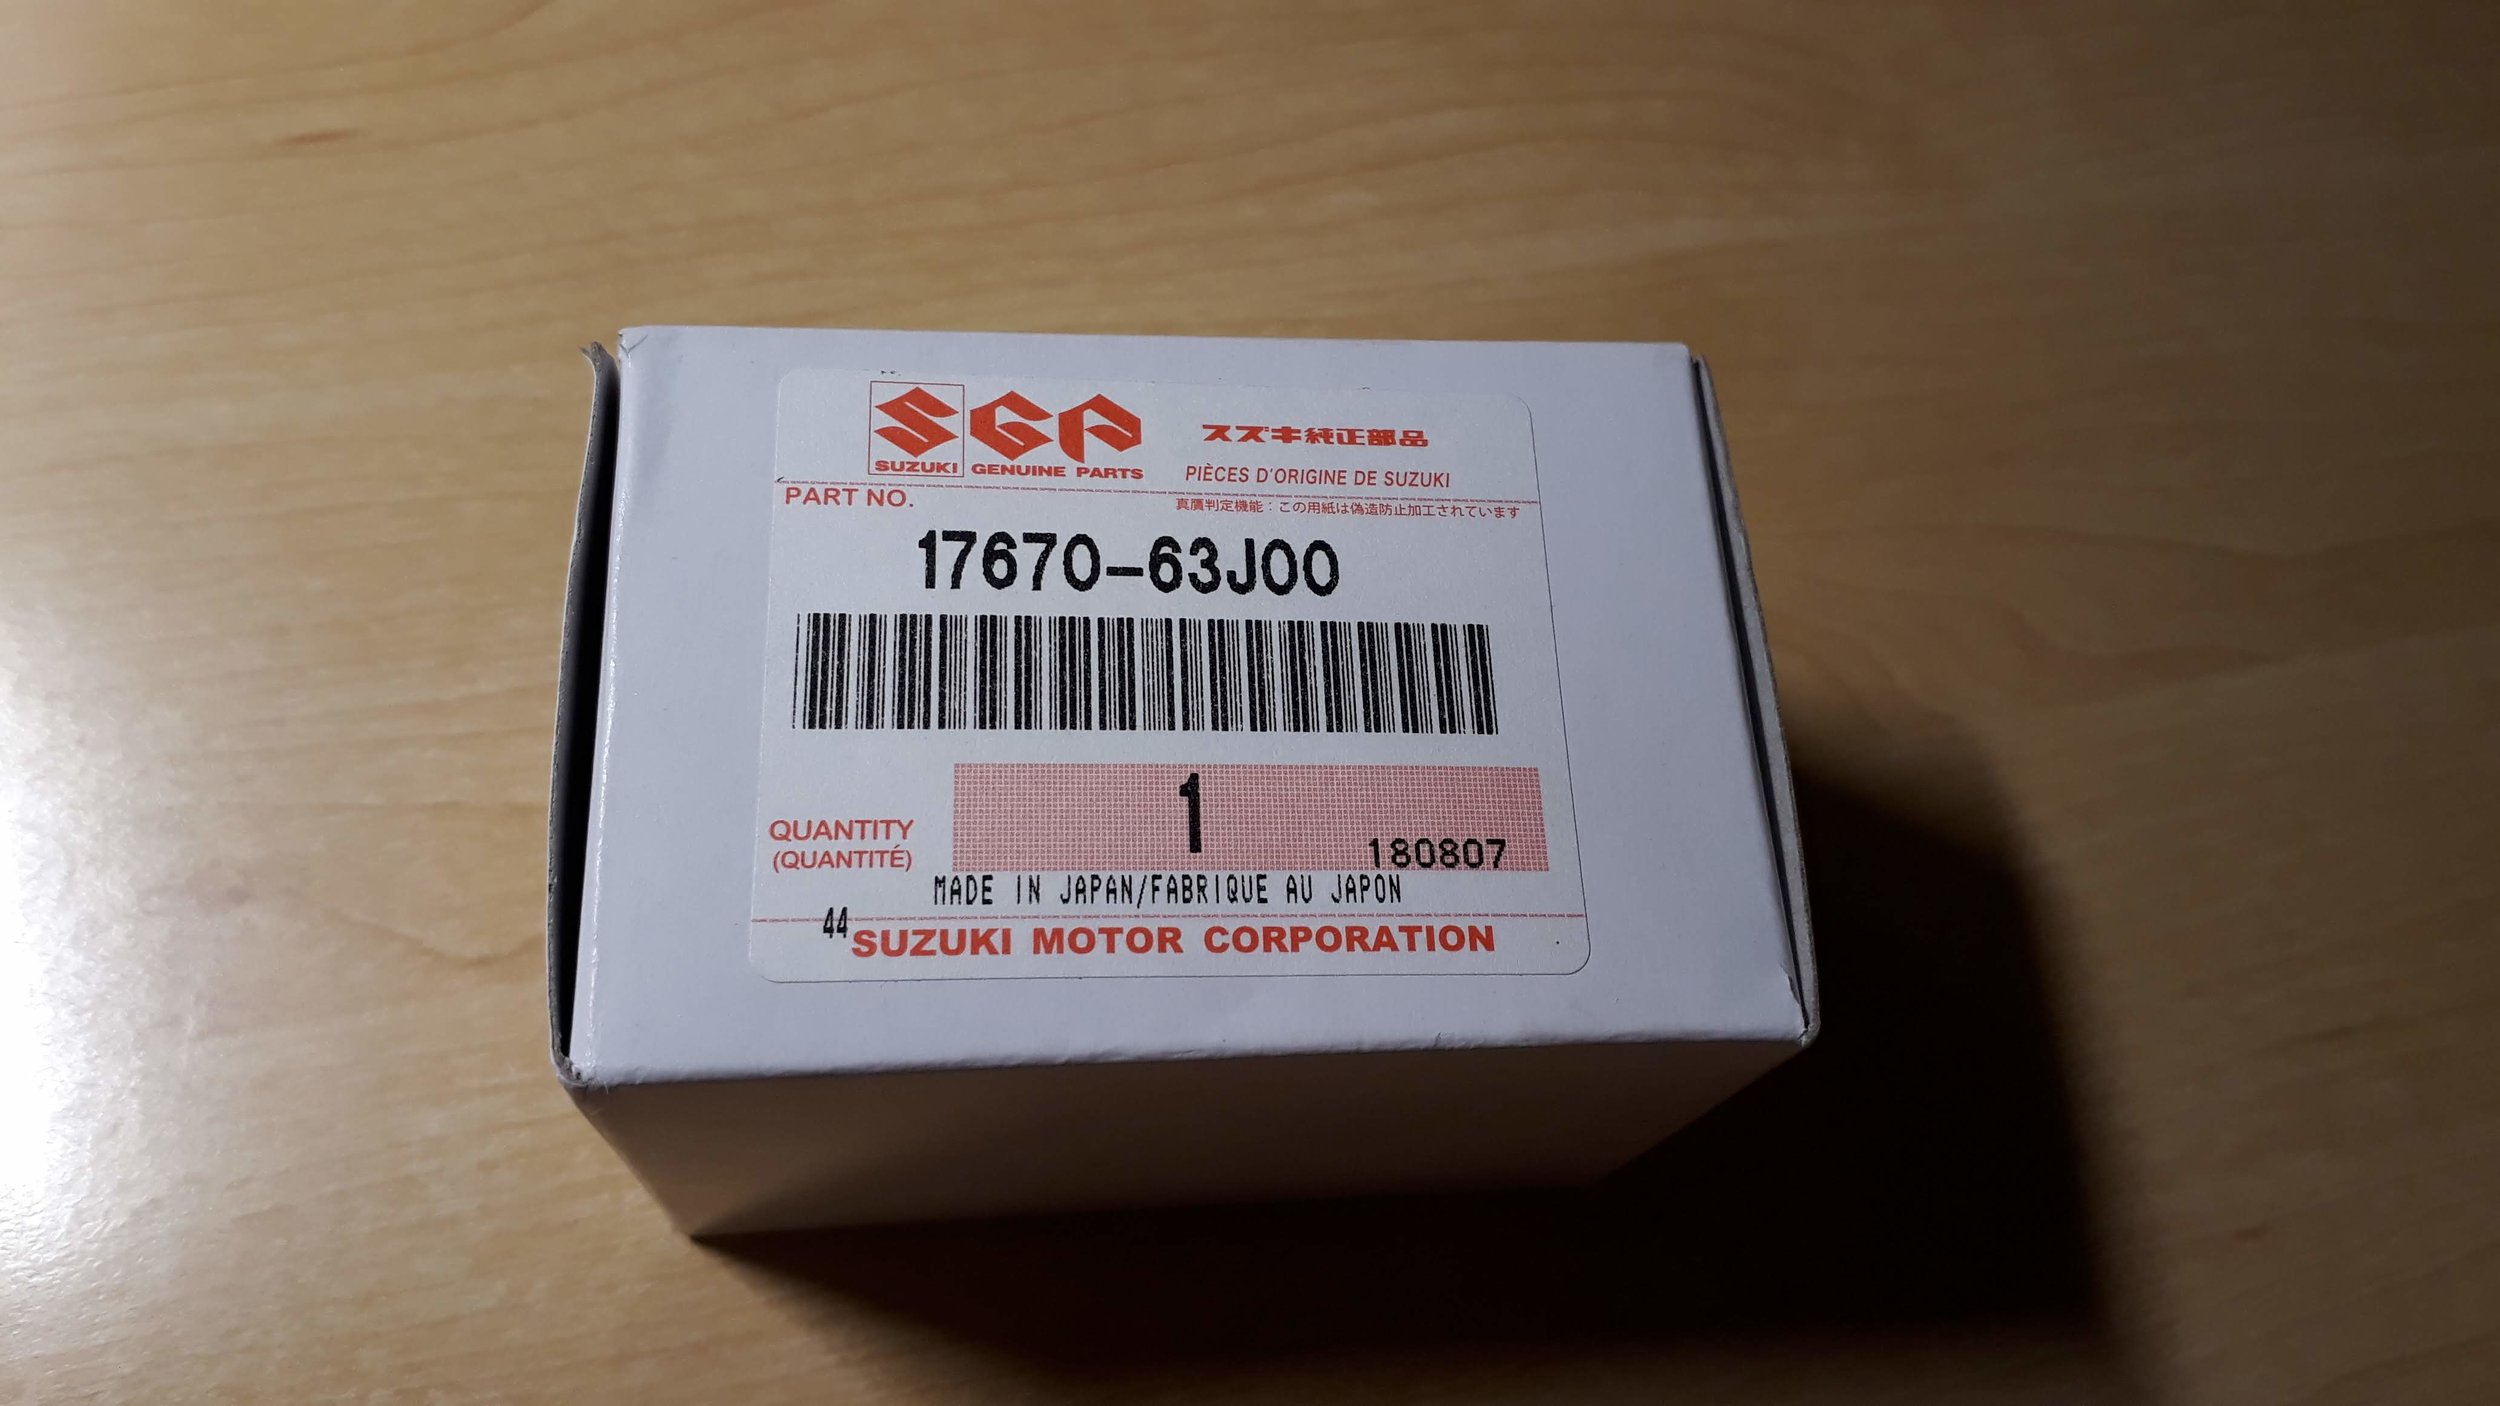 SGP
SUZUKI GENUINE PARTS
スズキ純正部品
PIÈCES D'ORIGINE DE SUZUKI
PART NO.
真贋判定機能：この用紙は偽造防止加工されています
17670-63J00
1
QUANTITY
(QUANTITÉ)
180807
MADE IN JAPAN/FABRIQUE AU JAPON
44
SUZUKI MOTOR CORPORATION